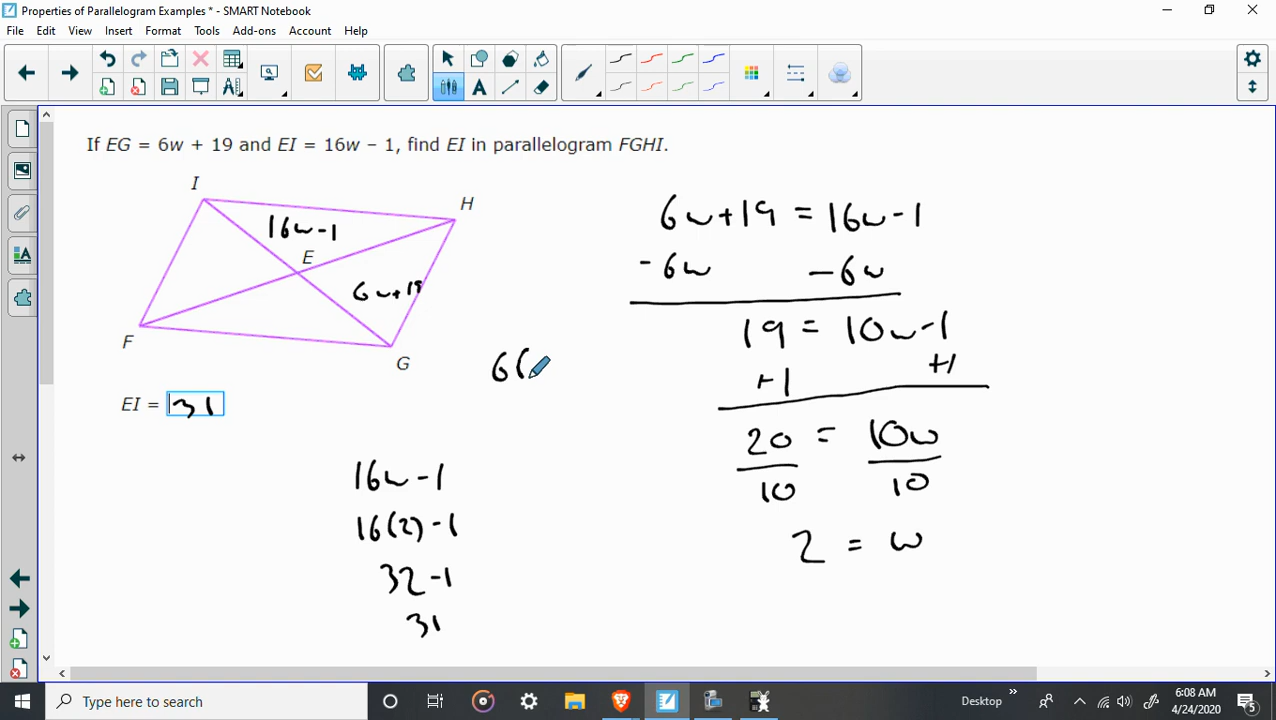 Properties of Parallelogram Examples * - SMART Notebook
File Edit View Insert Format Tools Add-ons Account Help
If EG = 6w + 19 and EI = 16w − 1, find EI in parallelogram FGHI.
I
H
16w-1
E
6w+19
F
G
EI = 31
6(
16w-1
16(2)-1
32-1
31
6w+19 = 16w-1
-6w -6w
19 = 10w-1
+1 +1
20 = 10w
10 10
2 = w
Type here to search
Desktop
6:08 AM
4/24/2020
5